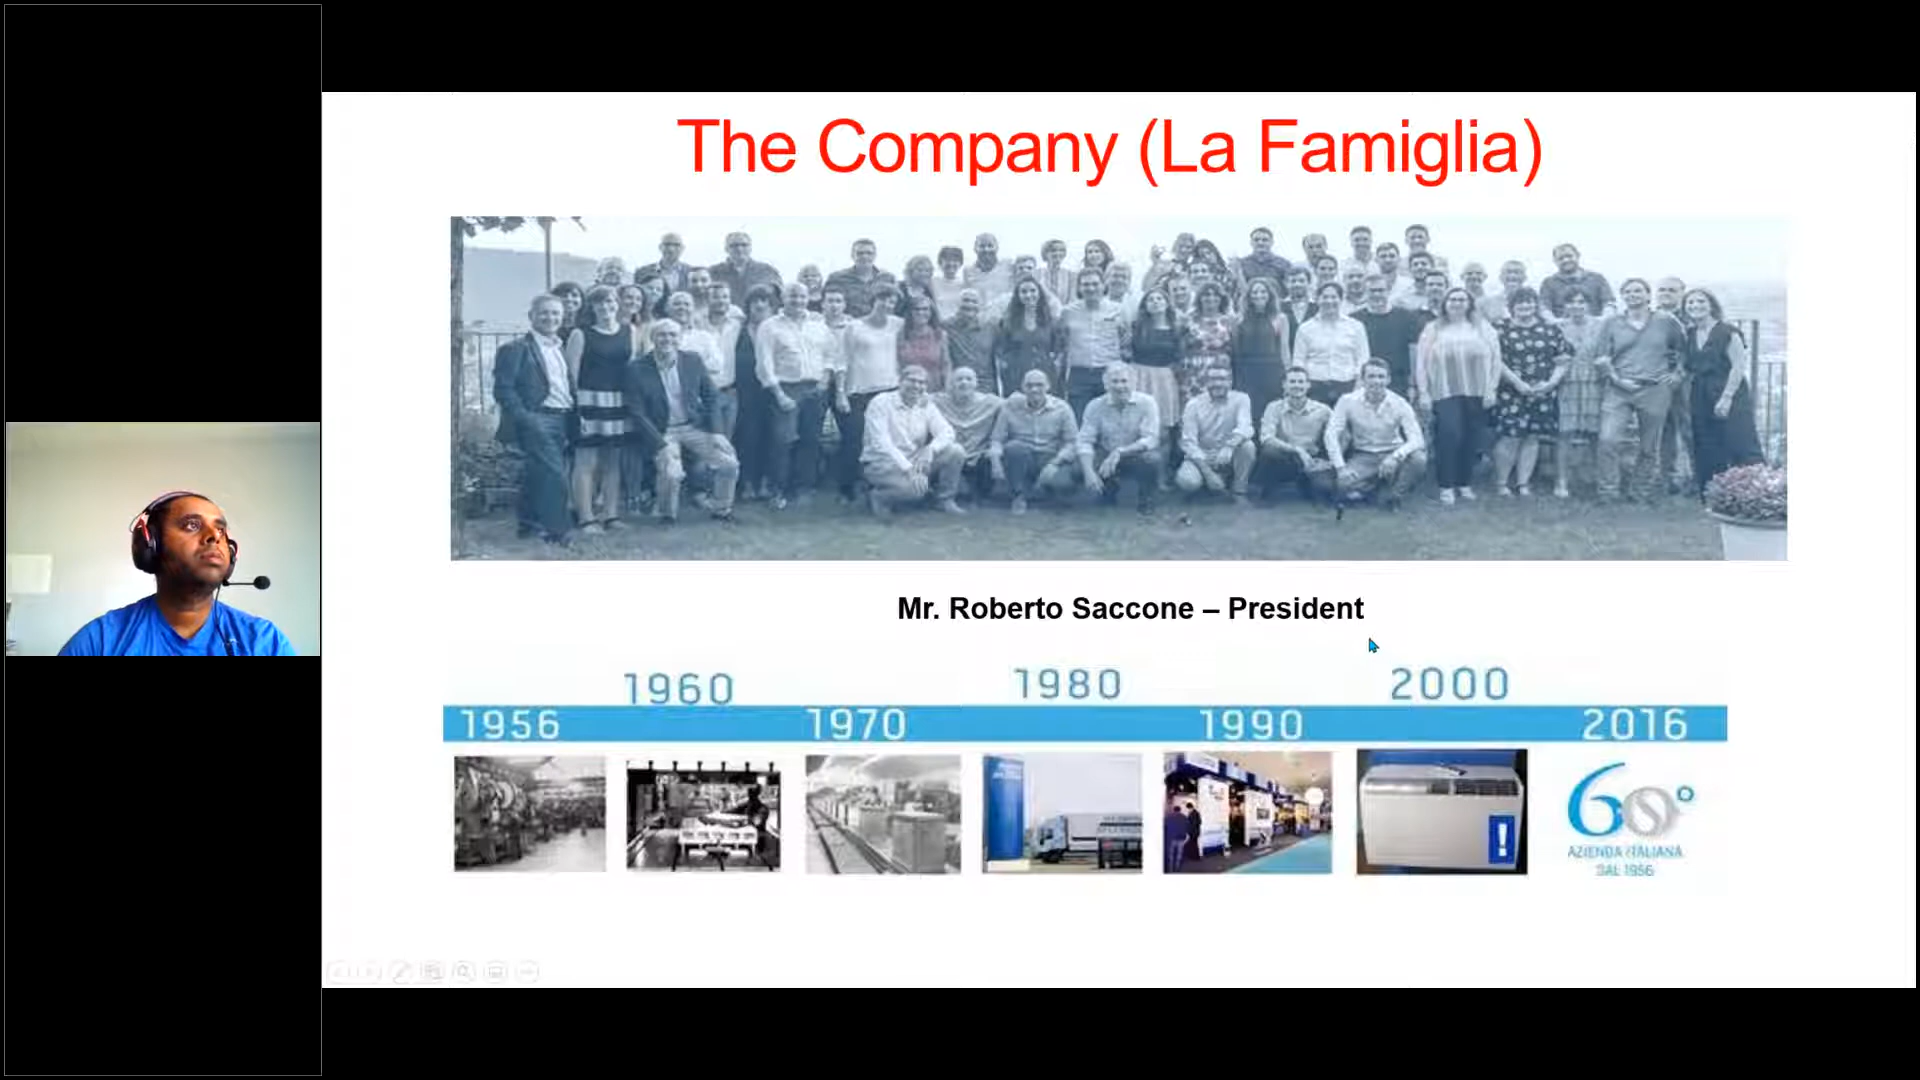 The Company (La Famiglia)
Mr. Roberto Saccone – President
1956
1960
1970
1980
1990
2000
2016
60°
AZIENDA ITALIANA
DAL 1956